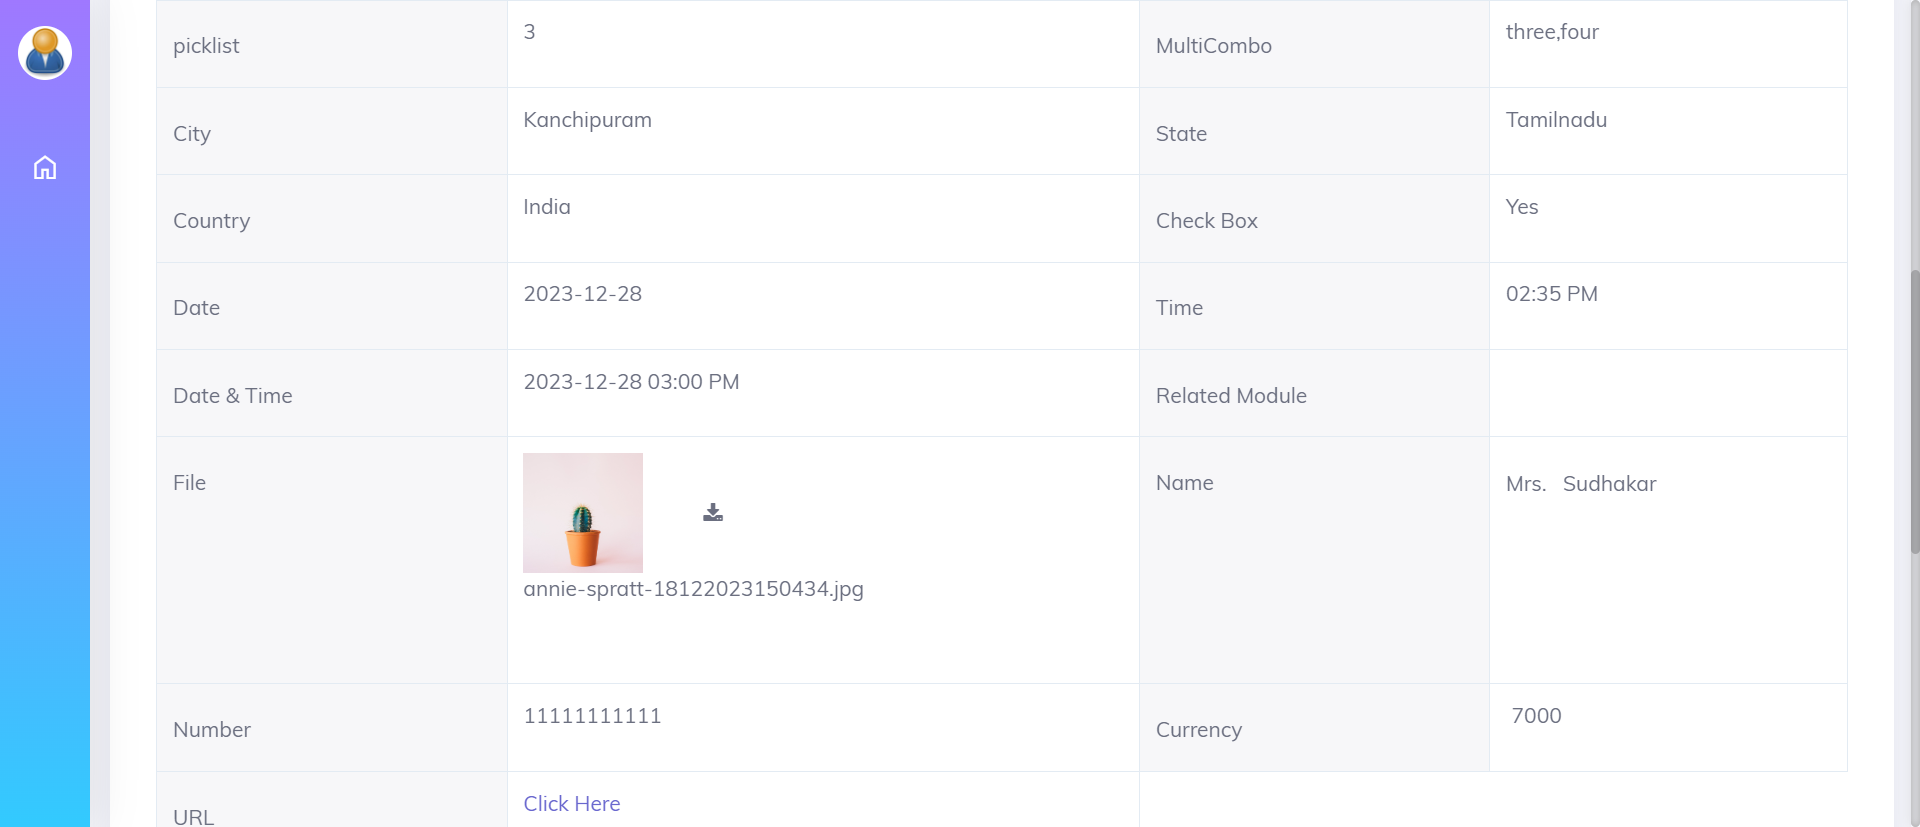 picklist 3 MultiCombo three,four
City Kanchipuram State Tamilnadu
Country India Check Box Yes
Date 2023-12-28 Time 02:35 PM
Date & Time 2023-12-28 03:00 PM Related Module
File Name Mrs. Sudhakar
annie-spratt-18122023150434.jpg
Number 11111111111 Currency 7000
URL Click Here